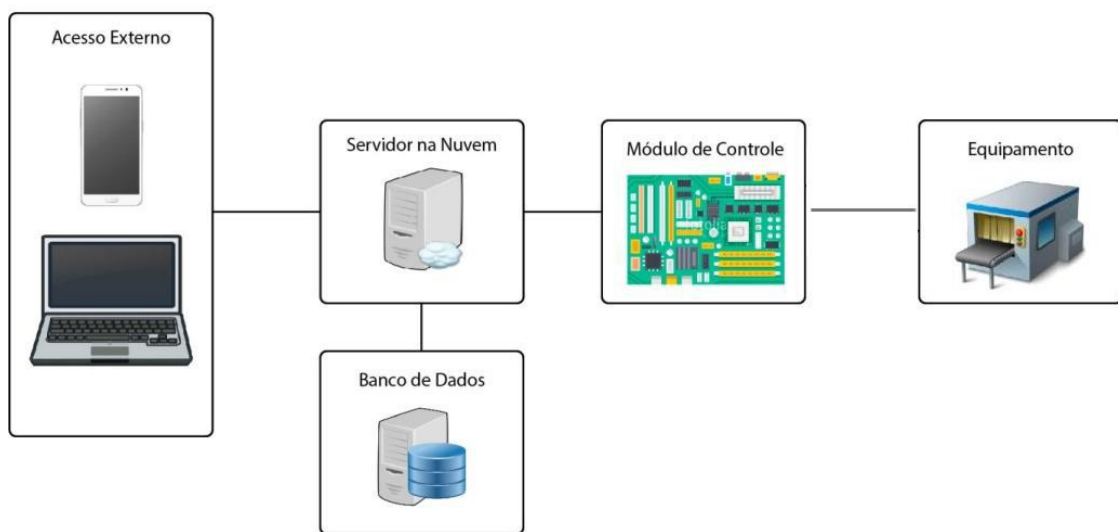 Acesso Externo
Servidor na Nuvem
Módulo de Controle
Equipamento
Banco de Dados